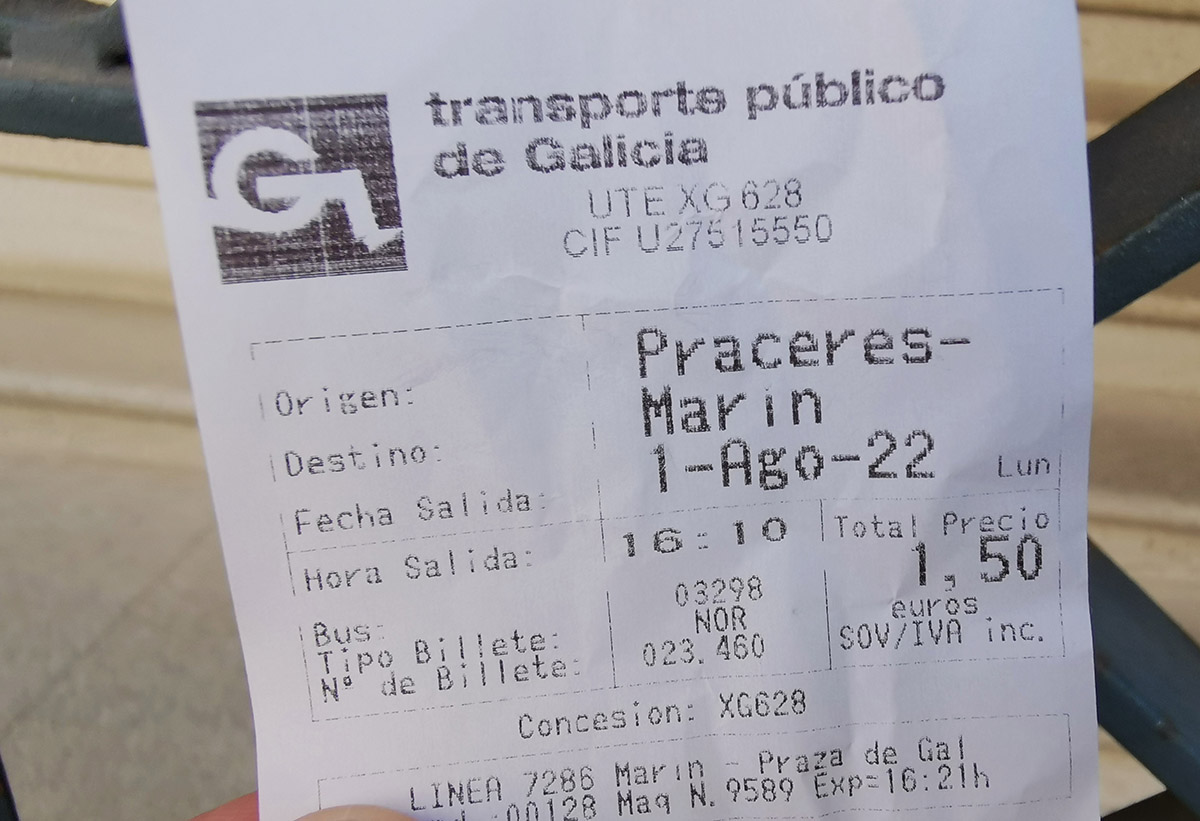 transporte público
de Galicia
UTE XG 628
CIF U27515550
Origen: Praceres-
Destino: Marin
Fecha Salida: 1-Ago-22 Lun
Hora Salida: 16:10 Total Precio
1,50
euros
SOV/IVA inc.
Bus: 03298
Tipo Billete: NOR
Nº de Billete: 023.460
Concesion: XG628
LINEA 7286 Marin - Praza de Gal
00128 Maq N. 9589 Exp=16:21h